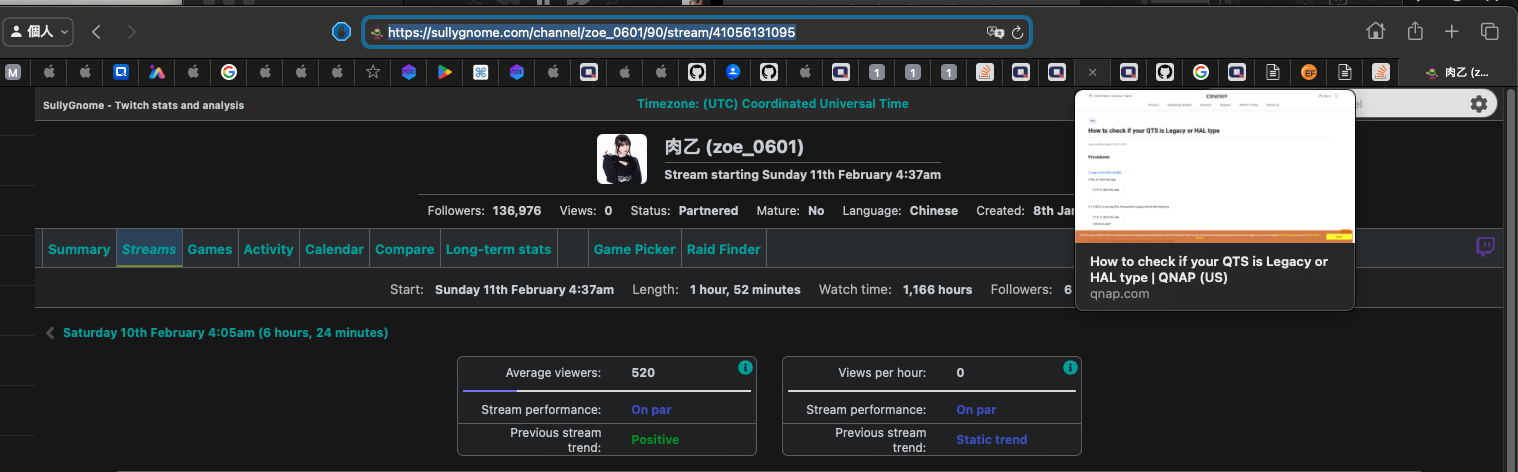 個人
https://sullygnome.com/channel/zoe_0601/90/stream/41056131095
M
1
1
1
EF
肉乙 (z...
SullyGnome - Twitch stats and analysis
Timezone: (UTC) Coordinated Universal Time
肉乙 (zoe_0601)
Stream starting Sunday 11th February 4:37am
Followers: 136,976 Views: 0 Status: Partnered Mature: No Language: Chinese Created: 8th Jan
Summary Streams Games Activity Calendar Compare Long-term stats Game Picker Raid Finder
Start: Sunday 11th February 4:37am Length: 1 hour, 52 minutes Watch time: 1,166 hours Followers: 6
QNAP
How to check if your QTS is Legacy or HAL type
Procedures
How to check if your QTS is Legacy or
HAL type | QNAP (US)
qnap.com
Saturday 10th February 4:05am (6 hours, 24 minutes)
Average viewers: 520
Stream performance: On par
Previous stream trend: Positive
Views per hour: 0
Stream performance: On par
Previous stream trend: Static trend